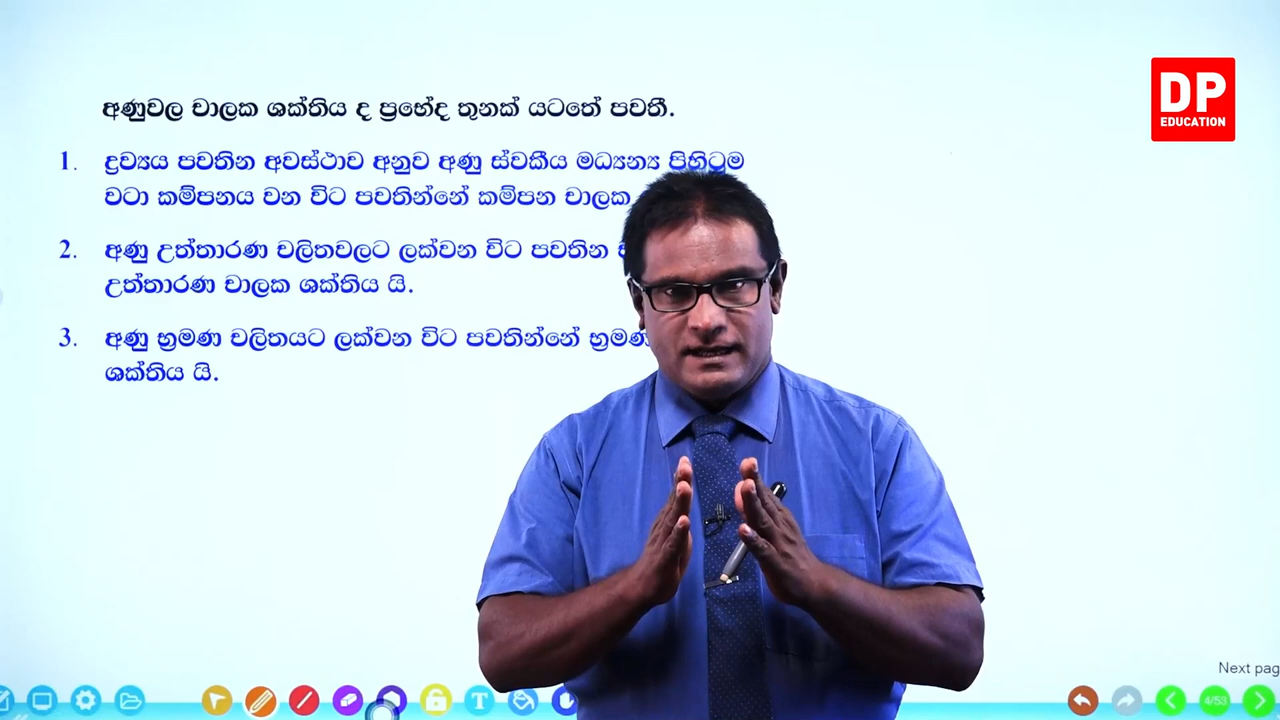 DP
EDUCATION
අණුවල චාලක ශක්තිය ද ප්‍රභේද තුනක් යටතේ පවතී.
1. ද්‍රව්‍යය පවතින අවස්ථාව අනුව අණු ස්වකීය මධ්‍යන්‍ය පිහිටුම
වටා කම්පනය වන විට පවතින්නේ කම්පන චාලක
2. අණු උත්තාරණ චලිතවලට ලක්වන විට පවතින
උත්තාරණ චාලක ශක්තිය යි.
3. අණු භ්‍රමණ චලිතයට ලක්වන විට පවතින්නේ භ්‍රමණ
ශක්තිය යි.
Next pag
4/53